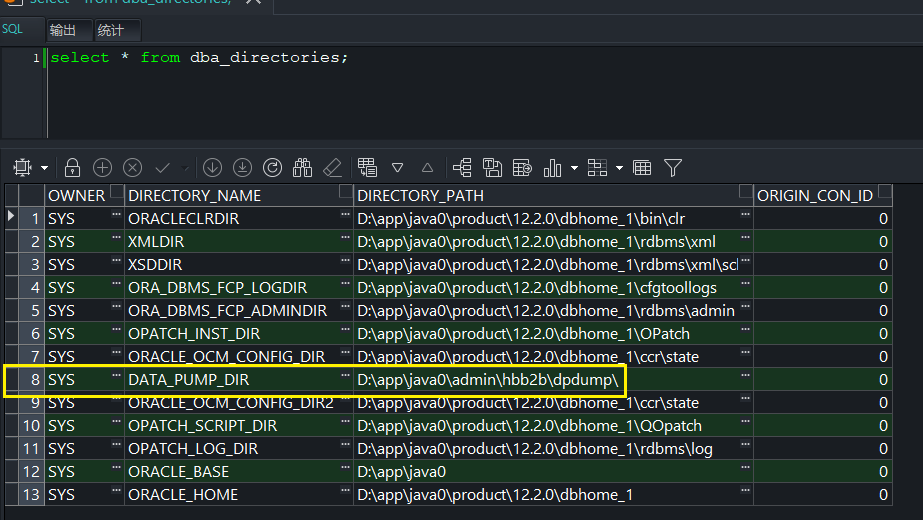 select * from dba_directories;
SQL 输出 统计
1 select * from dba_directories;
OWNER DIRECTORY_NAME DIRECTORY_PATH ORIGIN_CON_ID
1 SYS ORACLECLRDIR D:\app\java0\product\12.2.0\dbhome_1\bin\clr 0
2 SYS XMLDIR D:\app\java0\product\12.2.0\dbhome_1\rdbms\xml 0
3 SYS XSDDIR D:\app\java0\product\12.2.0\dbhome_1\rdbms\xml\scl 0
4 SYS ORA_DBMS_FCP_LOGDIR D:\app\java0\product\12.2.0\dbhome_1\cfgtoollogs 0
5 SYS ORA_DBMS_FCP_ADMINDIR D:\app\java0\product\12.2.0\dbhome_1\rdbms\admin 0
6 SYS OPATCH_INST_DIR D:\app\java0\product\12.2.0\dbhome_1\OPatch 0
7 SYS ORACLE_OCM_CONFIG_DIR D:\app\java0\product\12.2.0\dbhome_1\ccr\state 0
8 SYS DATA_PUMP_DIR D:\app\java0\admin\hbb2b\dpdump\ 0
9 SYS ORACLE_OCM_CONFIG_DIR2 D:\app\java0\product\12.2.0\dbhome_1\ccr\state 0
10 SYS OPATCH_SCRIPT_DIR D:\app\java0\product\12.2.0\dbhome_1\QOpatch 0
11 SYS OPATCH_LOG_DIR D:\app\java0\product\12.2.0\dbhome_1\rdbms\log 0
12 SYS ORACLE_BASE D:\app\java0 0
13 SYS ORACLE_HOME D:\app\java0\product\12.2.0\dbhome_1 0